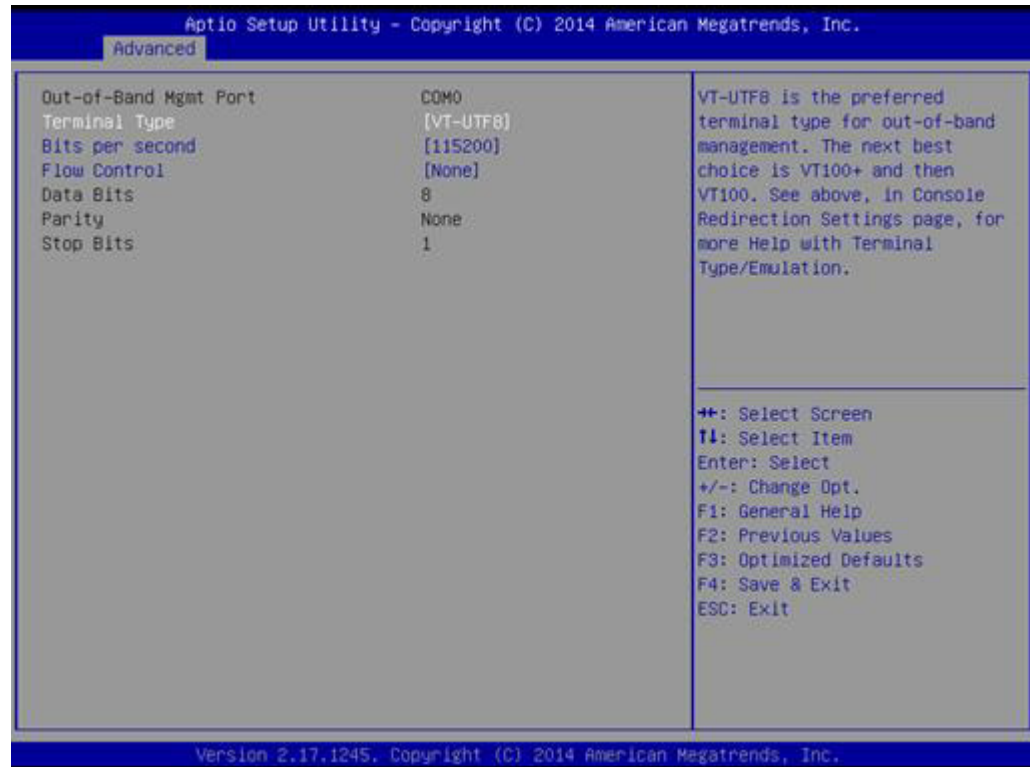 Aptio Setup Utility – Copyright (C) 2014 American Megatrends, Inc.
Advanced
Out-of-Band Mgmt Port COM0
Terminal Type [VT-UTF8]
Bits per second [115200]
Flow Control [None]
Data Bits 8
Parity None
Stop Bits 1
VT-UTF8 is the preferred
terminal type for out-of-band
management. The next best
choice is VT100+ and then
VT100. See above, in Console
Redirection Settings page, for
more Help with Terminal
Type/Emulation.
→←: Select Screen
↑↓: Select Item
Enter: Select
+/-: Change Opt.
F1: General Help
F2: Previous Values
F3: Optimized Defaults
F4: Save & Exit
ESC: Exit
Version 2.17.1245. Copyright (C) 2014 American Megatrends, Inc.